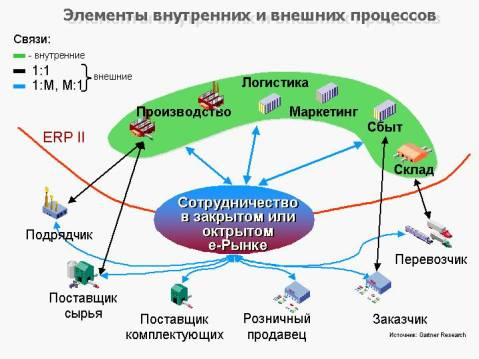 Элементы внутренних и внешних процессов
Связи:
- внутренние
1:1
1:М, М:1
внешние
Логистика
Производство
Маркетинг
Сбыт
ERP II
Склад
Сотрудничество
в закрытом или
октрытом
е-Рынке
Подрядчик
Перевозчик
Поставщик
сырья
Поставщик
комплектующих
Розничный
продавец
Заказчик
Источник: Gartner Research